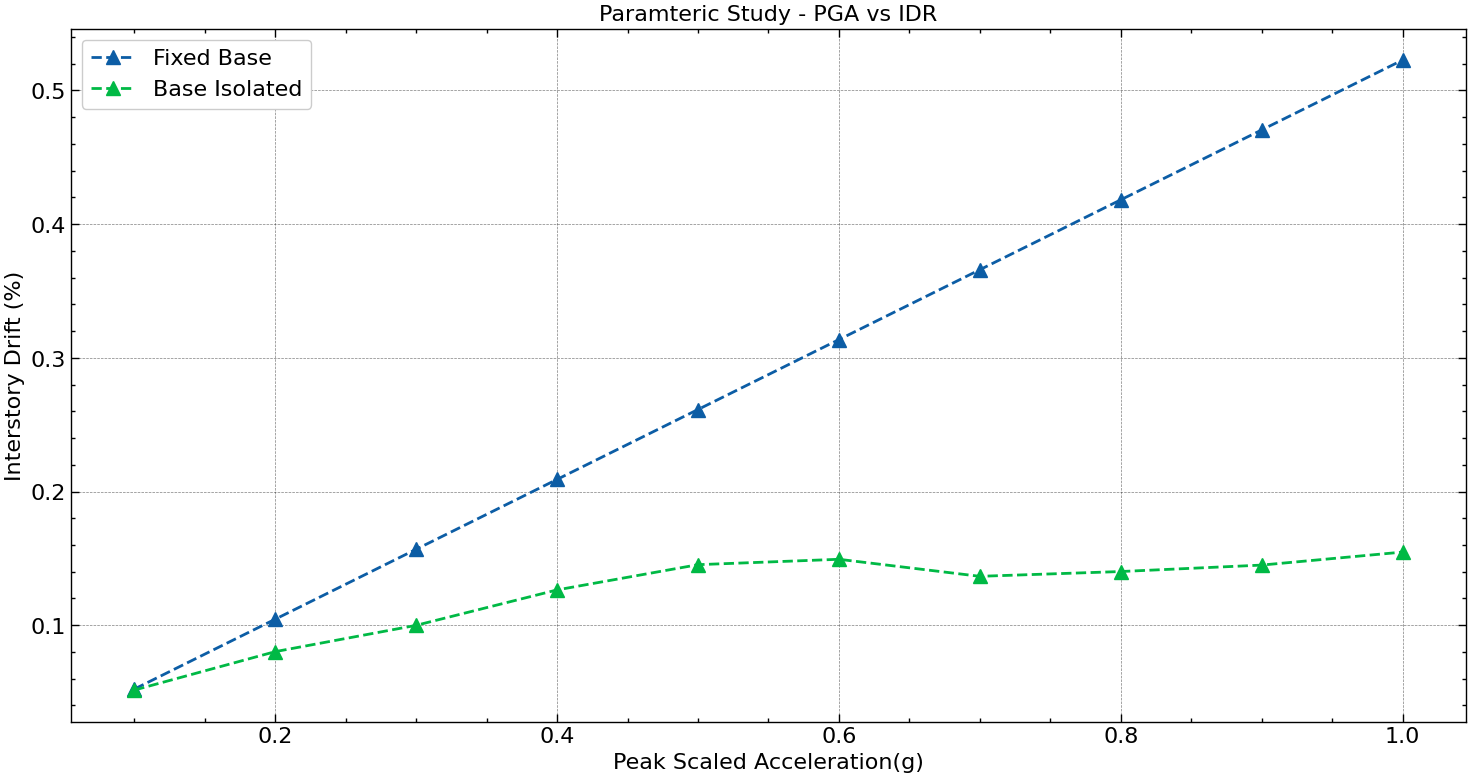 Paramteric Study - PGA vs IDR
Fixed Base
Base Isolated
0.5
0.4
0.3
0.2
0.1
Interstory Drift (%)
0.2 0.4 0.6 0.8 1.0
Peak Scaled Acceleration(g)